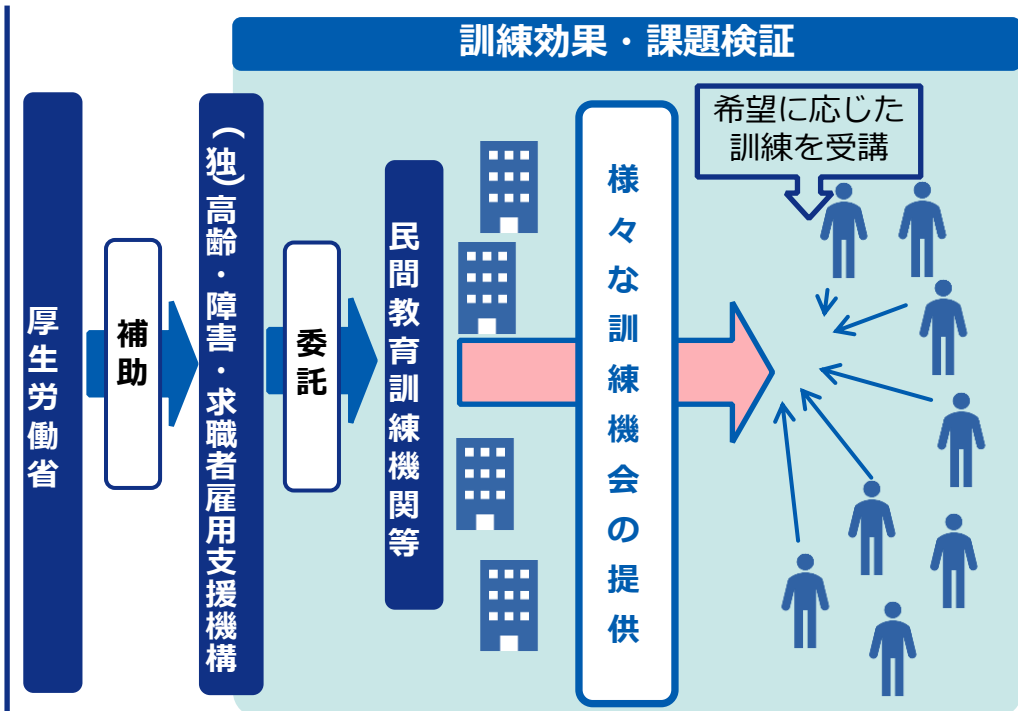 訓練効果・課題検証
厚生労働省
補助
(独)高齢・障害・求職者雇用支援機構
委託
民間教育訓練機関等
様々な訓練機会の提供
希望に応じた
訓練を受講